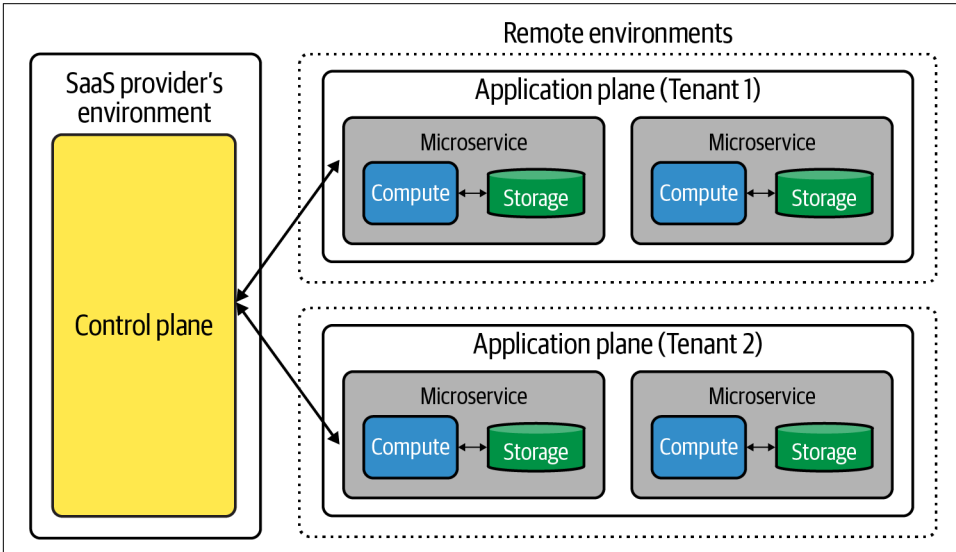 Remote environments
SaaS provider's
environment
Control plane
Application plane (Tenant 1)
Microservice
Compute
Storage
Microservice
Compute
Storage
Application plane (Tenant 2)
Microservice
Compute
Storage
Microservice
Compute
Storage